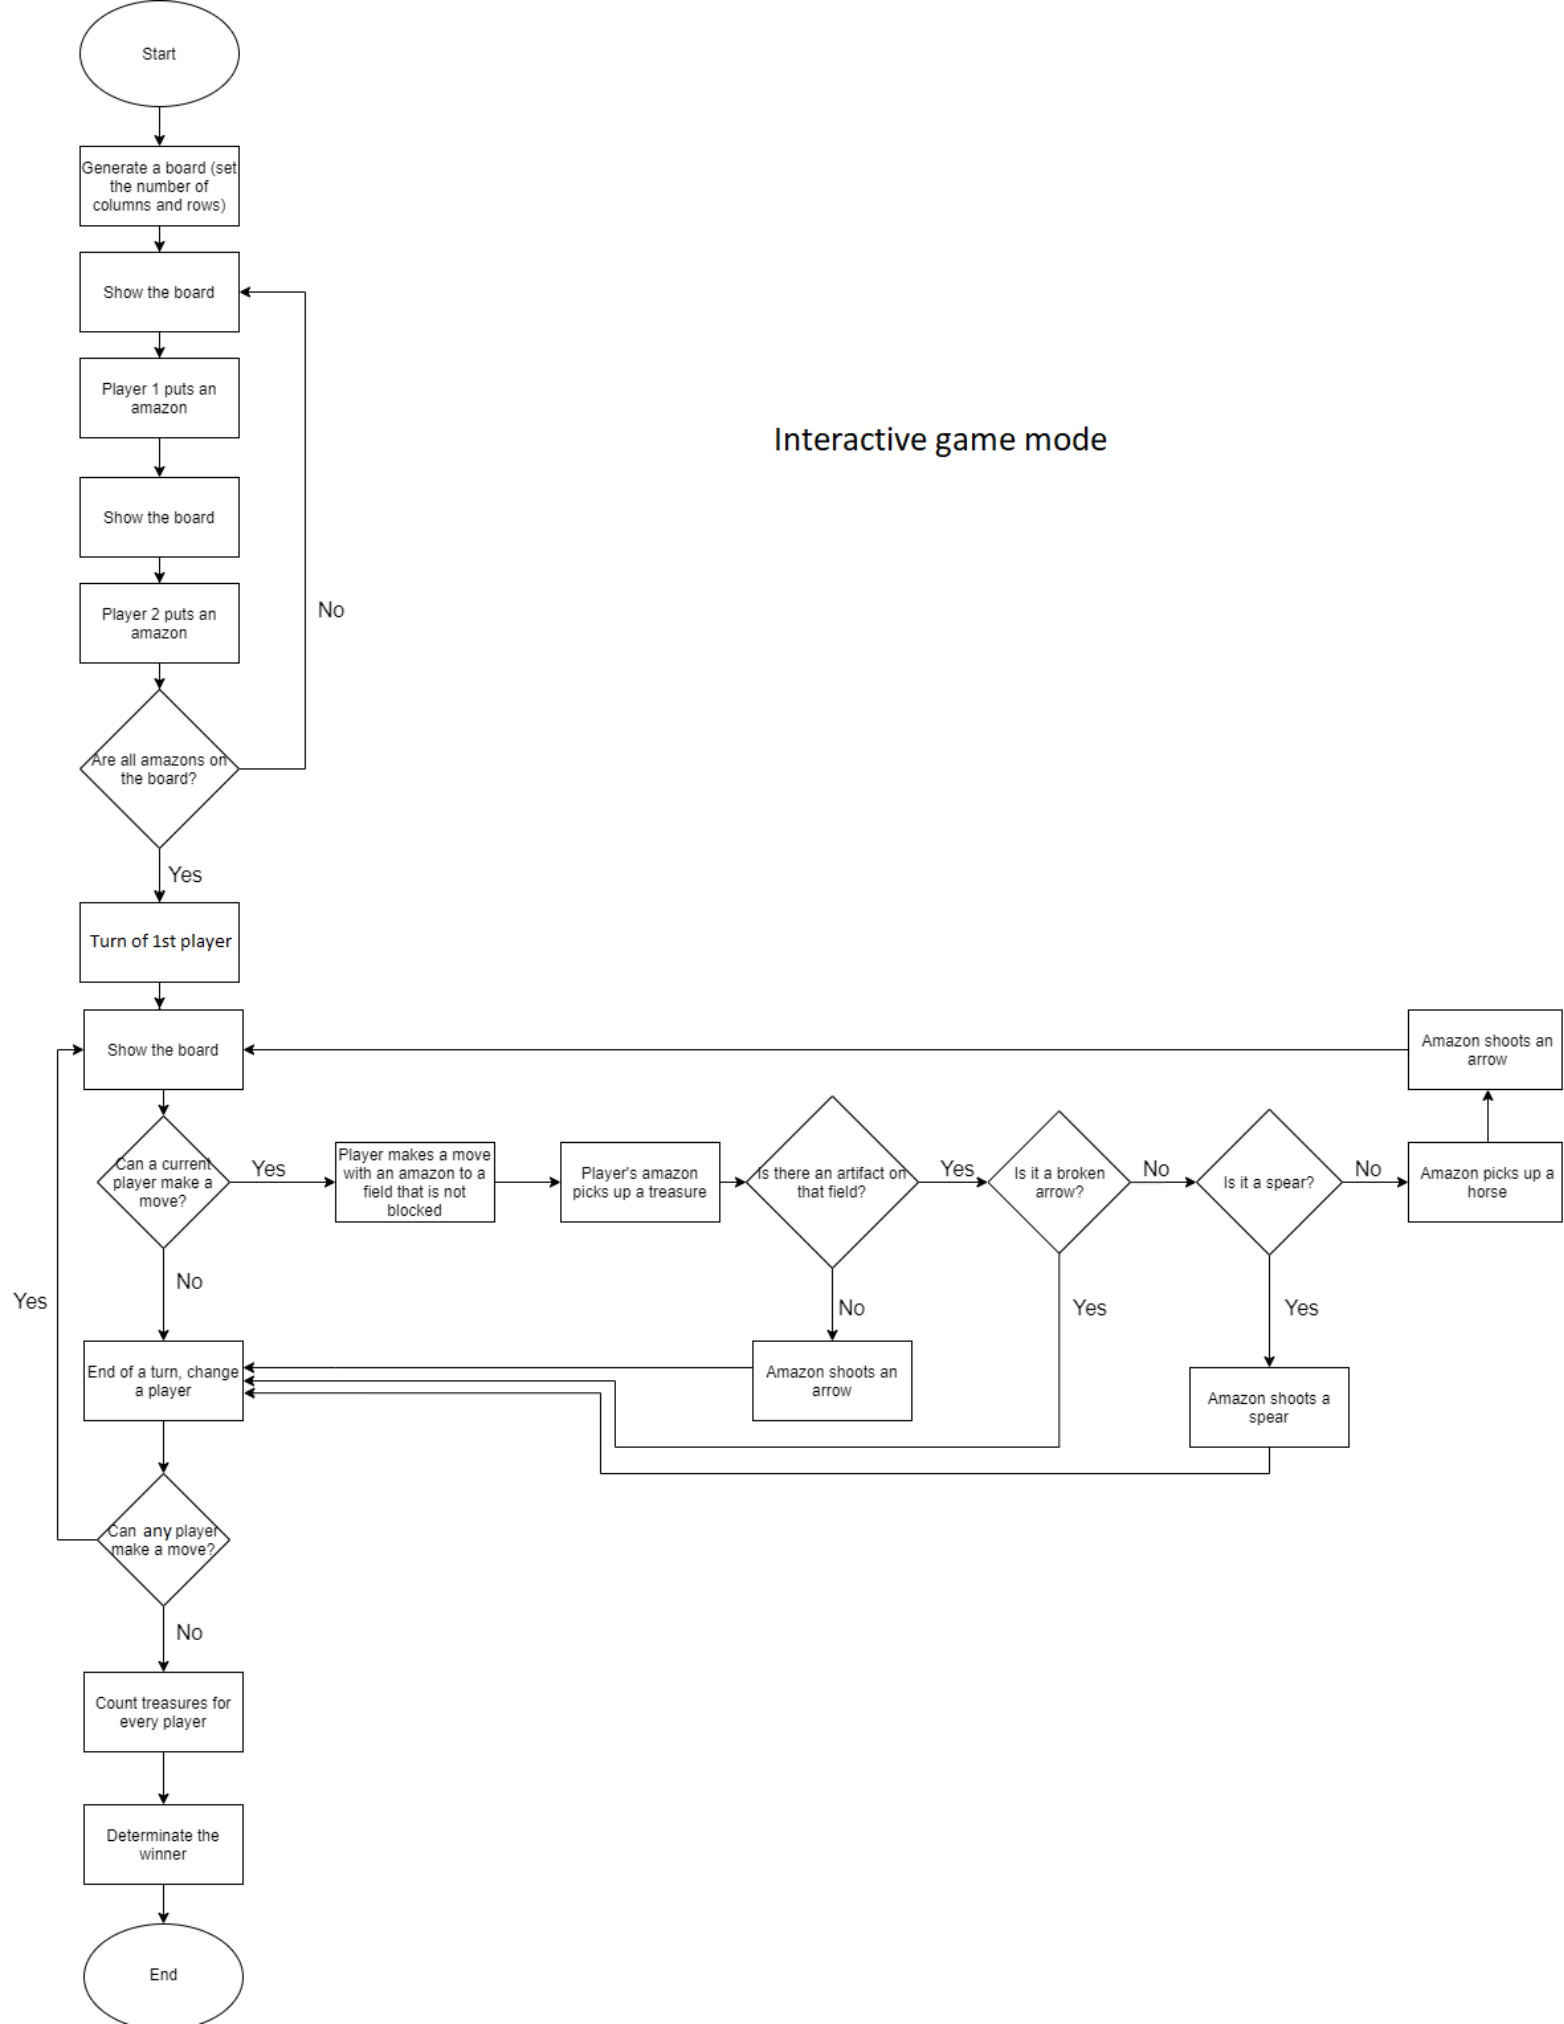 Start
Generate a board (set
the number of
columns and rows)
Show the board
Player 1 puts an
amazon
Interactive game mode
Show the board
Player 2 puts an
amazon
No
Are all amazons on
the board?
Yes
Turn of 1st player
Show the board
Amazon shoots an
arrow
Can a current
player make a
move?
Yes
Player makes a move
with an amazon to a
field that is not
blocked
Player's amazon
picks up a treasure
Is there an artifact on
that field?
Yes
Is it a broken
arrow?
No
Is it a spear?
No
Amazon picks up a
horse
No
Yes
No
Yes
Yes
End of a turn, change
a player
Amazon shoots an
arrow
Amazon shoots a
spear
Can any player
make a move?
No
Count treasures for
every player
Determinate the
winner
End